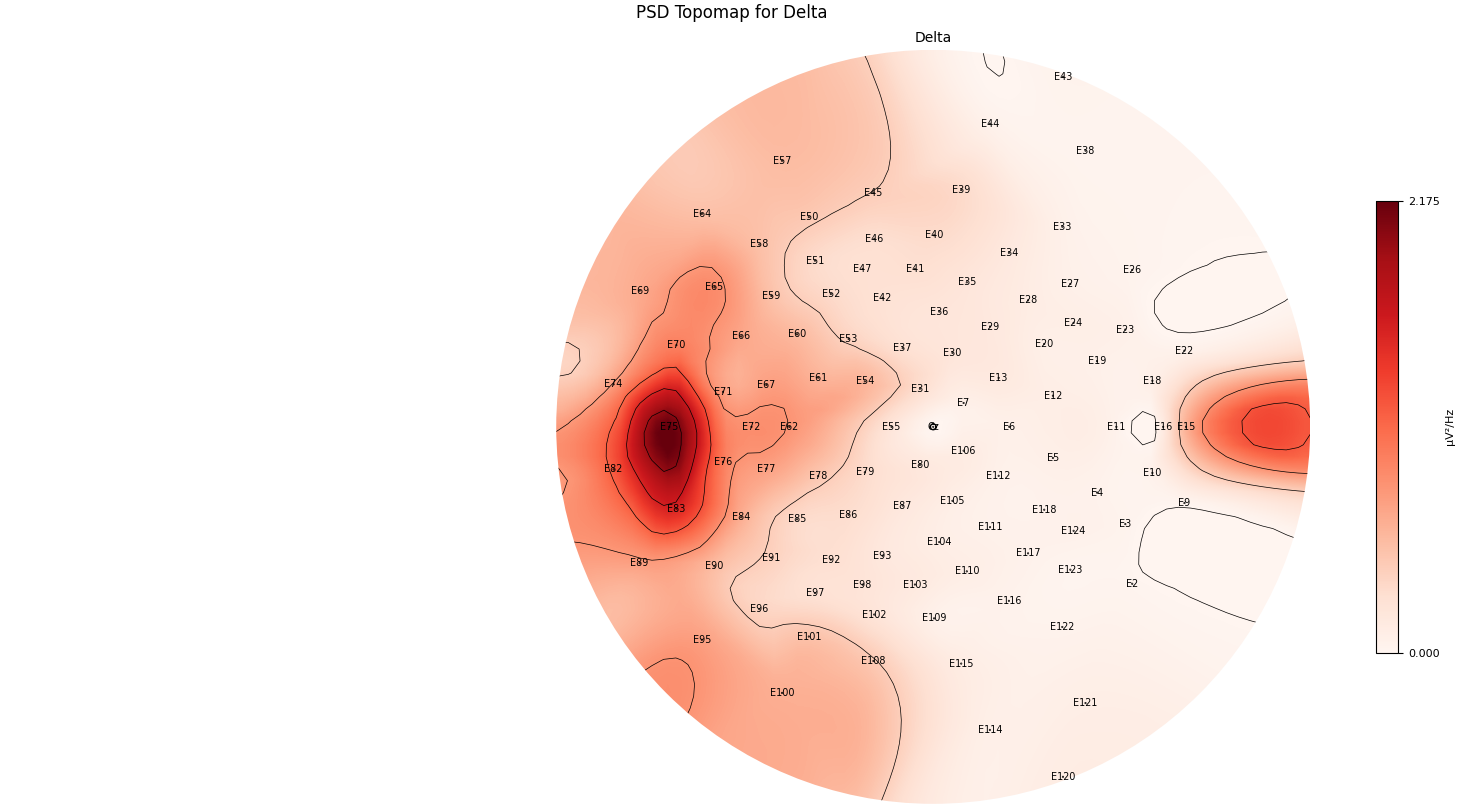 PSD Topomap for Delta
Delta
E43
E44
E38
E57
E45 E39
E64 E50
E33
E58 E46 E40
E51 E34
E47 E41 E26
E69 E65 E59 E52 E42 E35 E27
E28
E36
E66 E60 E53 E29 E24 E23
E70 E37 E30 E20 E22
E19
E74 E71 E67 E61 E54 E31 E13 E18
E12
E7
E75 E72 E62 E55 Cz E6 E11 E16 E15
E106
E82 E76 E77 E78 E79 E80 E112 E5 E10
E83 E87 E105 E4 E9
E84 E85 E86 E118
E111 E124 E3
E89 E90 E91 E92 E93 E104 E117
E110 E123
E97 E98 E103 E2
E96 E102 E109 E116
E95 E101 E122
E108 E115
E100
E121
E114
E120
2.175
0.000
µV²/Hz